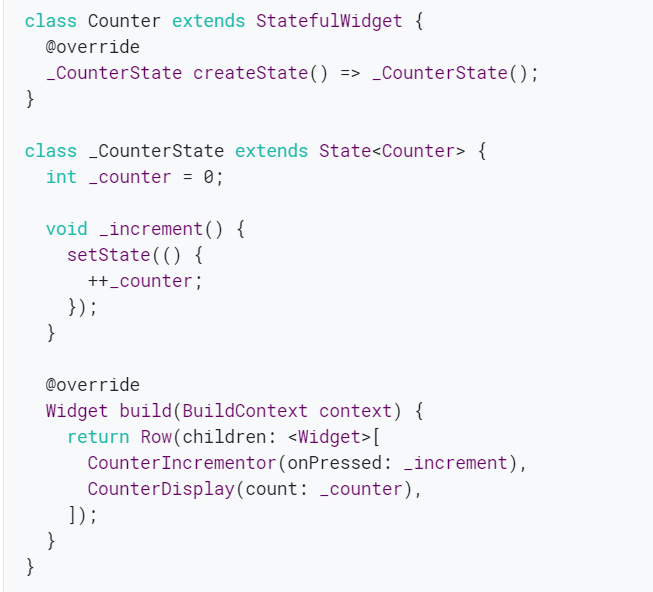 class Counter extends StatefulWidget {
  @override
  _CounterState createState() => _CounterState();
}

class _CounterState extends State<Counter> {
  int _counter = 0;

  void _increment() {
    setState(() {
      ++_counter;
    });
  }

  @override
  Widget build(BuildContext context) {
    return Row(children: <Widget>[
      CounterIncrementor(onPressed: _increment),
      CounterDisplay(count: _counter),
    ]);
  }
}